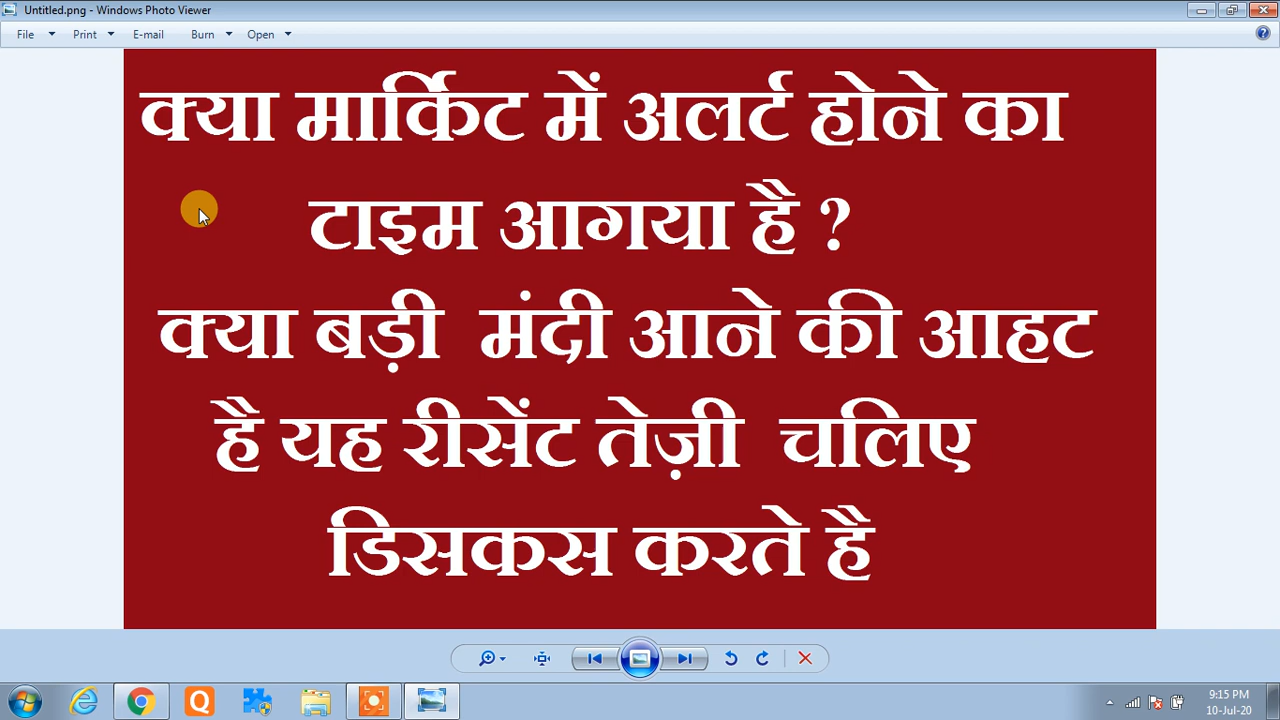 Untitled.png - Windows Photo Viewer
File Print E-mail Burn Open
क्या मार्किट में अलर्ट होने का
टाइम आगया है ?
क्या बड़ी मंदी आने की आहट
है यह रीसेंट तेज़ी चलिए
डिसकस करते है
9:15 PM
10-Jul-20